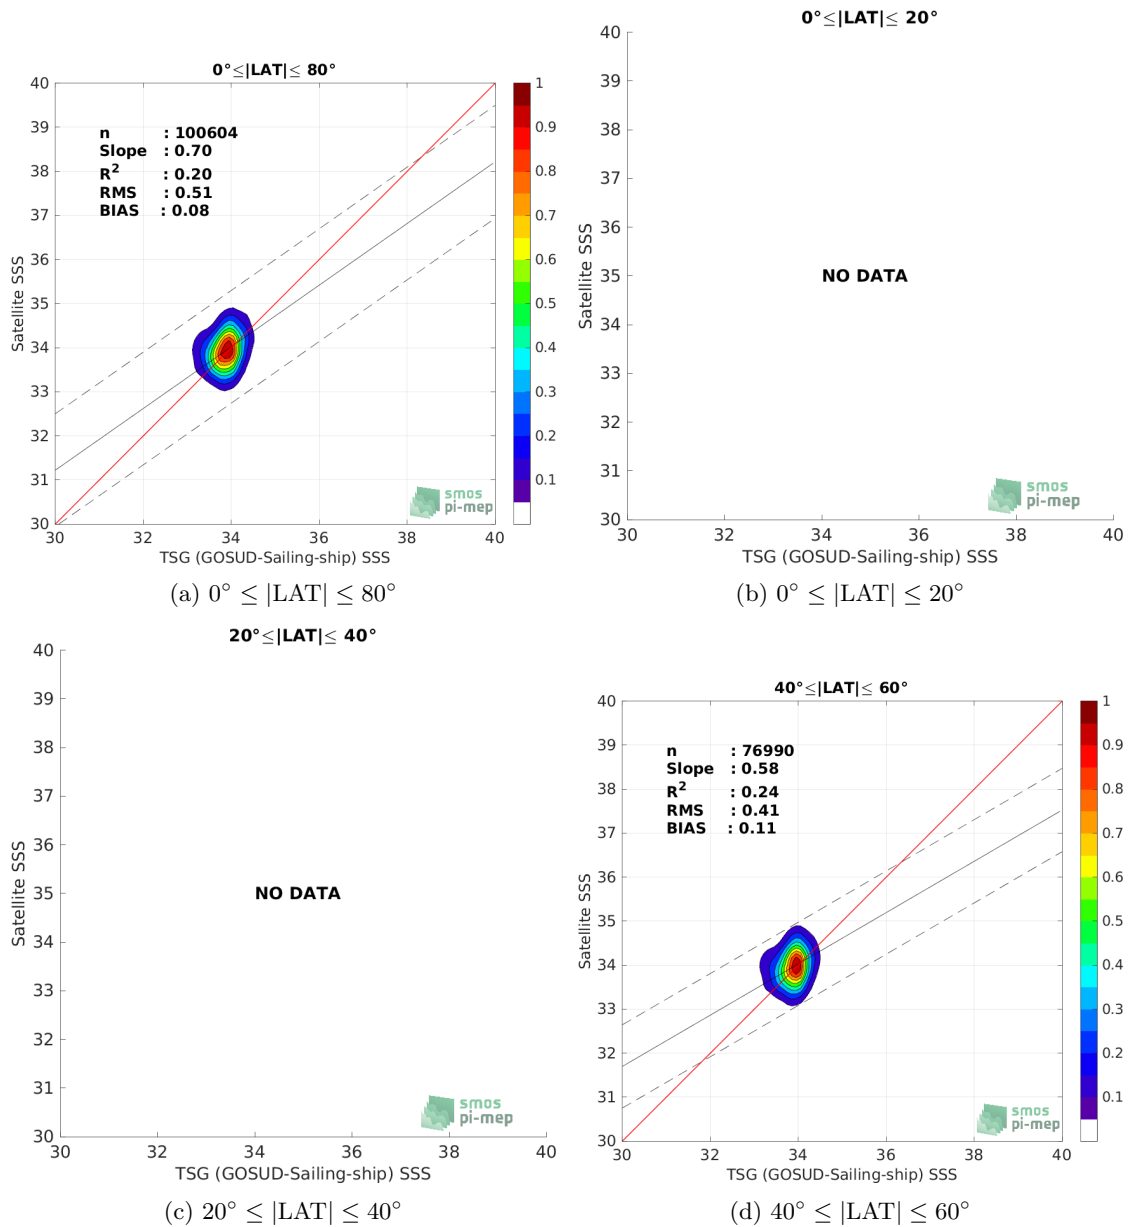 0°≤|LAT|≤ 80°
40
39
38
37
36
35
34
33
32
31
30
Satellite SSS
n : 100604
Slope : 0.70
R² : 0.20
RMS : 0.51
BIAS : 0.08
smos
pi-mep
30 32 34 36 38 40
TSG (GOSUD-Sailing-ship) SSS
1
0.9
0.8
0.7
0.6
0.5
0.4
0.3
0.2
0.1
(a) 0° ≤ |LAT| ≤ 80°
0°≤|LAT|≤ 20°
40
39
38
37
36
35
34
33
32
31
30
Satellite SSS
NO DATA
smos
pi-mep
30 32 34 36 38 40
TSG (GOSUD-Sailing-ship) SSS
(b) 0° ≤ |LAT| ≤ 20°
20°≤|LAT|≤ 40°
40
39
38
37
36
35
34
33
32
31
30
Satellite SSS
NO DATA
smos
pi-mep
30 32 34 36 38 40
TSG (GOSUD-Sailing-ship) SSS
(c) 20° ≤ |LAT| ≤ 40°
40°≤|LAT|≤ 60°
40
39
38
37
36
35
34
33
32
31
30
Satellite SSS
n : 76990
Slope : 0.58
R² : 0.24
RMS : 0.41
BIAS : 0.11
smos
pi-mep
30 32 34 36 38 40
TSG (GOSUD-Sailing-ship) SSS
1
0.9
0.8
0.7
0.6
0.5
0.4
0.3
0.2
0.1
(d) 40° ≤ |LAT| ≤ 60°